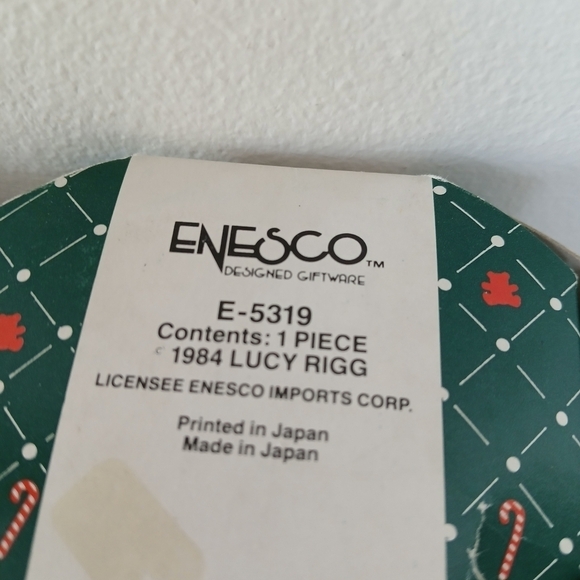 ENESCO™
DESIGNED GIFTWARE
E-5319
Contents: 1 PIECE
© 1984 LUCY RIGG
LICENSEE ENESCO IMPORTS CORP.
Printed in Japan
Made in Japan